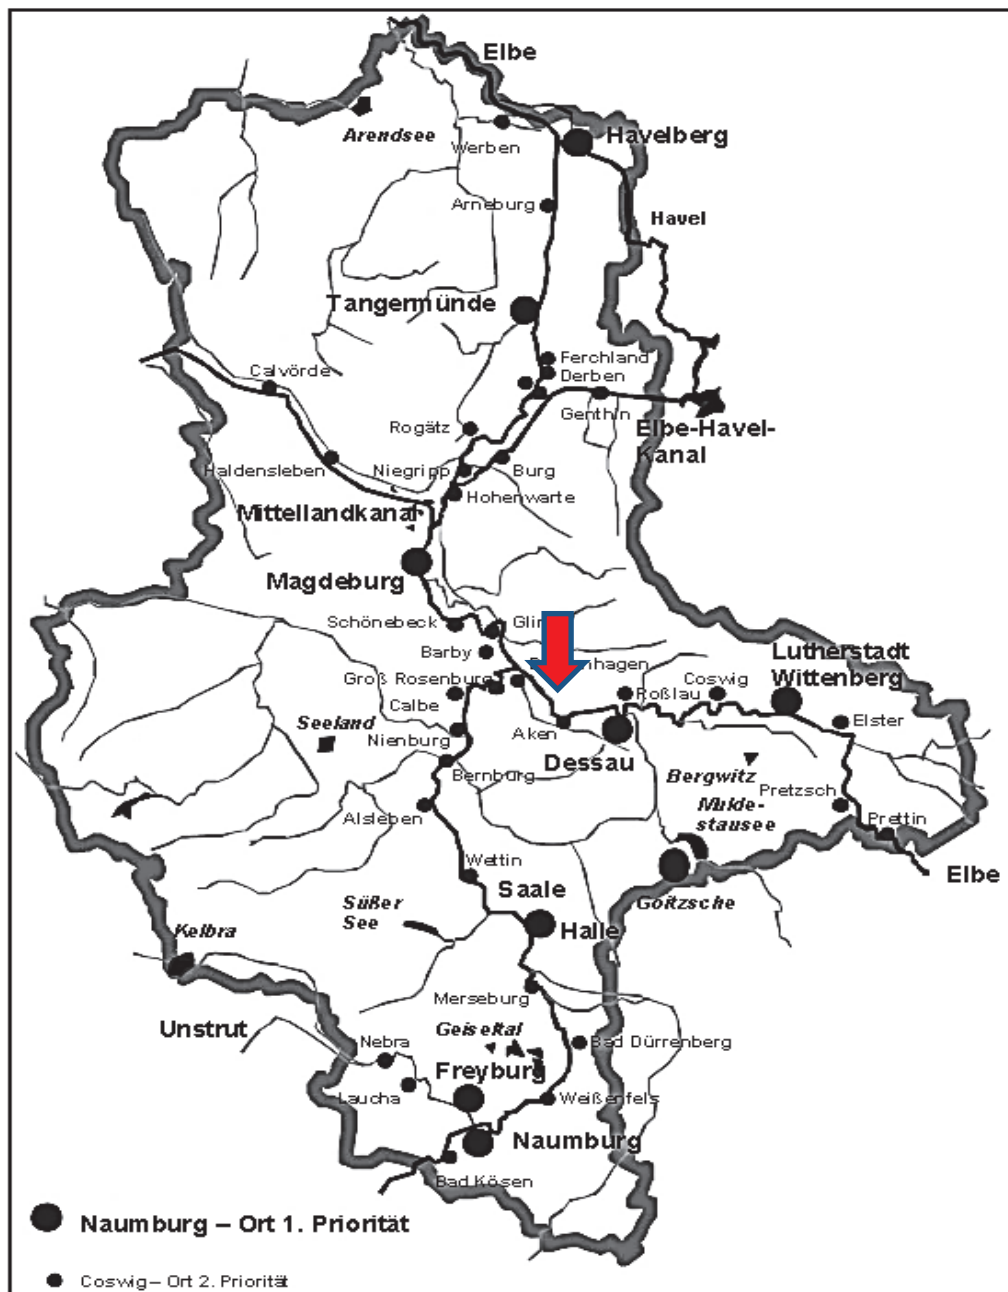 Elbe
Arendsee
Werben
Havelberg
Arneburg
Havel
Tangermünde
Ferchland
Derben
Calvörde
Genthin
Rogätz
Elbe-Havel-
Kanal
Haldensleben
Niegripp
Burg
Hohenwarte
Mittellandkanal
Magdeburg
Schönebeck
Barby
Groß Rosenburg
Lutherstadt
Wittenberg
Calbe
Roßlau
Coswig
Seeland
Nienburg
Aken
Elster
Dessau
Bernburg
Bergwitz
Pretzsch
Mulde-
stausee
Alsleben
Prettin
Wettin
Elbe
Saale
Goitzsche
Süßer
See
Halle
Kelbra
Merseburg
Unstrut
Geiseltal
Nebra
Bad Dürrenberg
Freyburg
Laucha
Weißenfels
Naumburg
Bad Kösen
Naumburg – Ort 1. Priorität
Coswig – Ort 2. Priorität